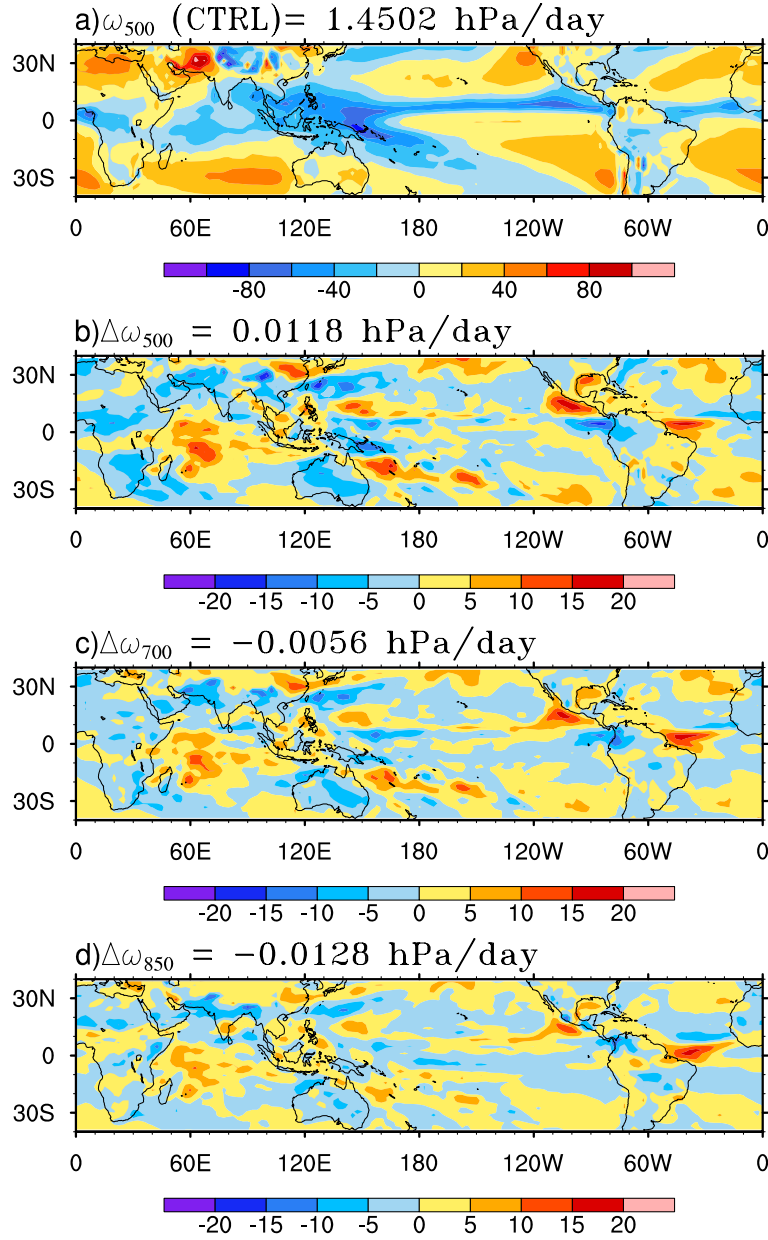 a)ω500 (CTRL)= 1.4502 hPa/day
30N
0
30S
0 60E 120E 180 120W 60W 0
-80 -40 0 40 80
b)Δω500 = 0.0118 hPa/day
30N
0
30S
0 60E 120E 180 120W 60W 0
-20 -15 -10 -5 0 5 10 15 20
c)Δω700 = −0.0056 hPa/day
30N
0
30S
0 60E 120E 180 120W 60W 0
-20 -15 -10 -5 0 5 10 15 20
d)Δω850 = −0.0128 hPa/day
30N
0
30S
0 60E 120E 180 120W 60W 0
-20 -15 -10 -5 0 5 10 15 20